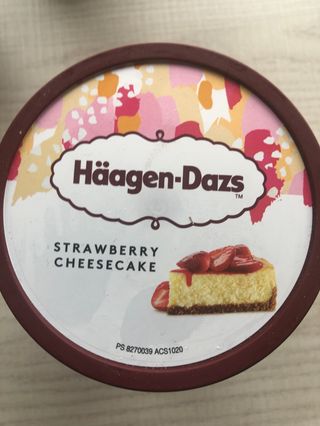 Häagen-Dazs
TM
STRAWBERRY
CHEESECAKE
PS 8270039 ACS1020